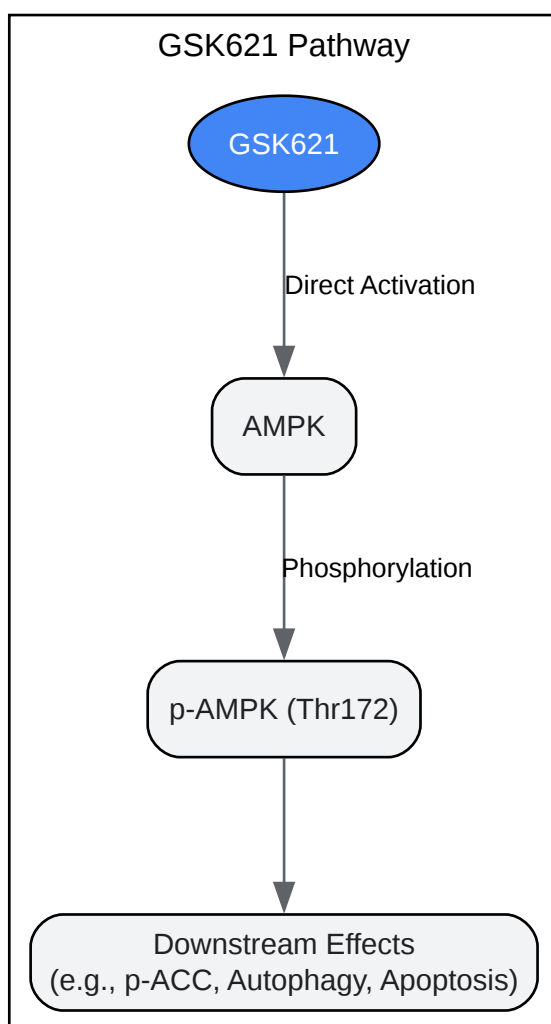 GSK621 Pathway
GSK621
Direct Activation
AMPK
Phosphorylation
p-AMPK (Thr172)
Downstream Effects
(e.g., p-ACC, Autophagy, Apoptosis)